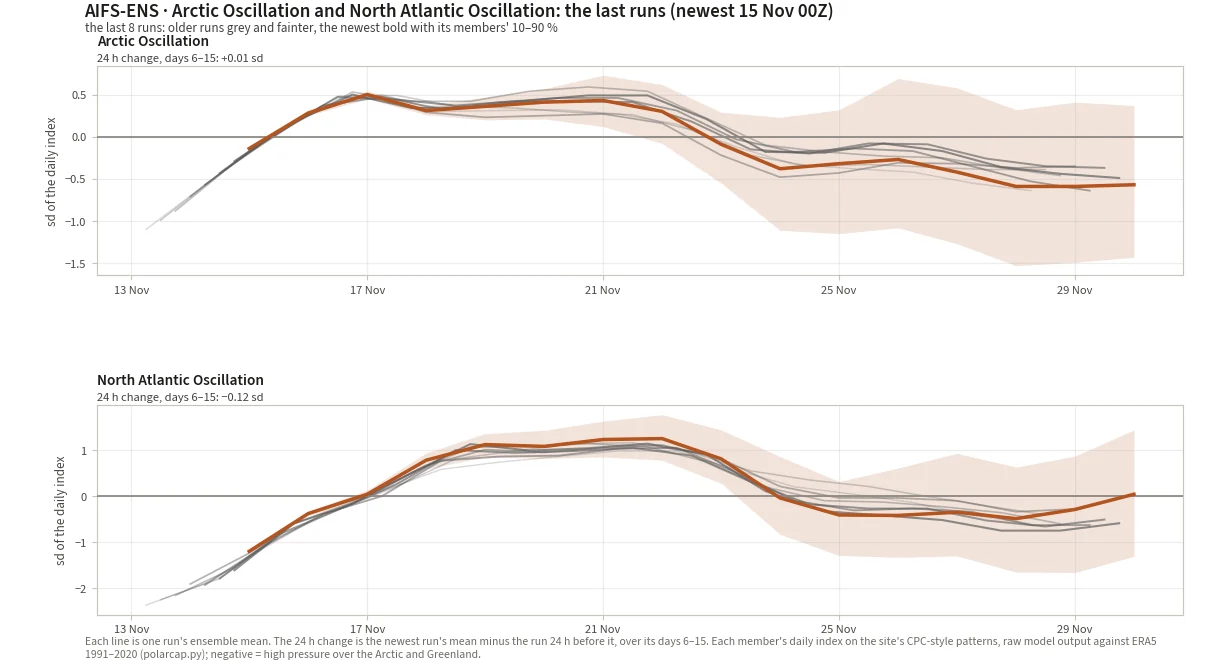 AIFS-ENS · Arctic Oscillation and North Atlantic Oscillation: the last runs (newest 15 Nov 00Z)
the last 8 runs: older runs grey and fainter, the newest bold with its members' 10–90 %
Arctic Oscillation
24 h change, days 6–15: +0.01 sd
sd of the daily index
0.5
0.0
−0.5
−1.0
−1.5
13 Nov 17 Nov 21 Nov 25 Nov 29 Nov
North Atlantic Oscillation
24 h change, days 6–15: −0.12 sd
sd of the daily index
1
0
−1
−2
13 Nov 17 Nov 21 Nov 25 Nov 29 Nov
Each line is one run's ensemble mean. The 24 h change is the newest run's mean minus the run 24 h before it, over its days 6–15. Each member's daily index on the site's CPC-style patterns, raw model output against ERA5
1991–2020 (polarcap.py); negative = high pressure over the Arctic and Greenland.